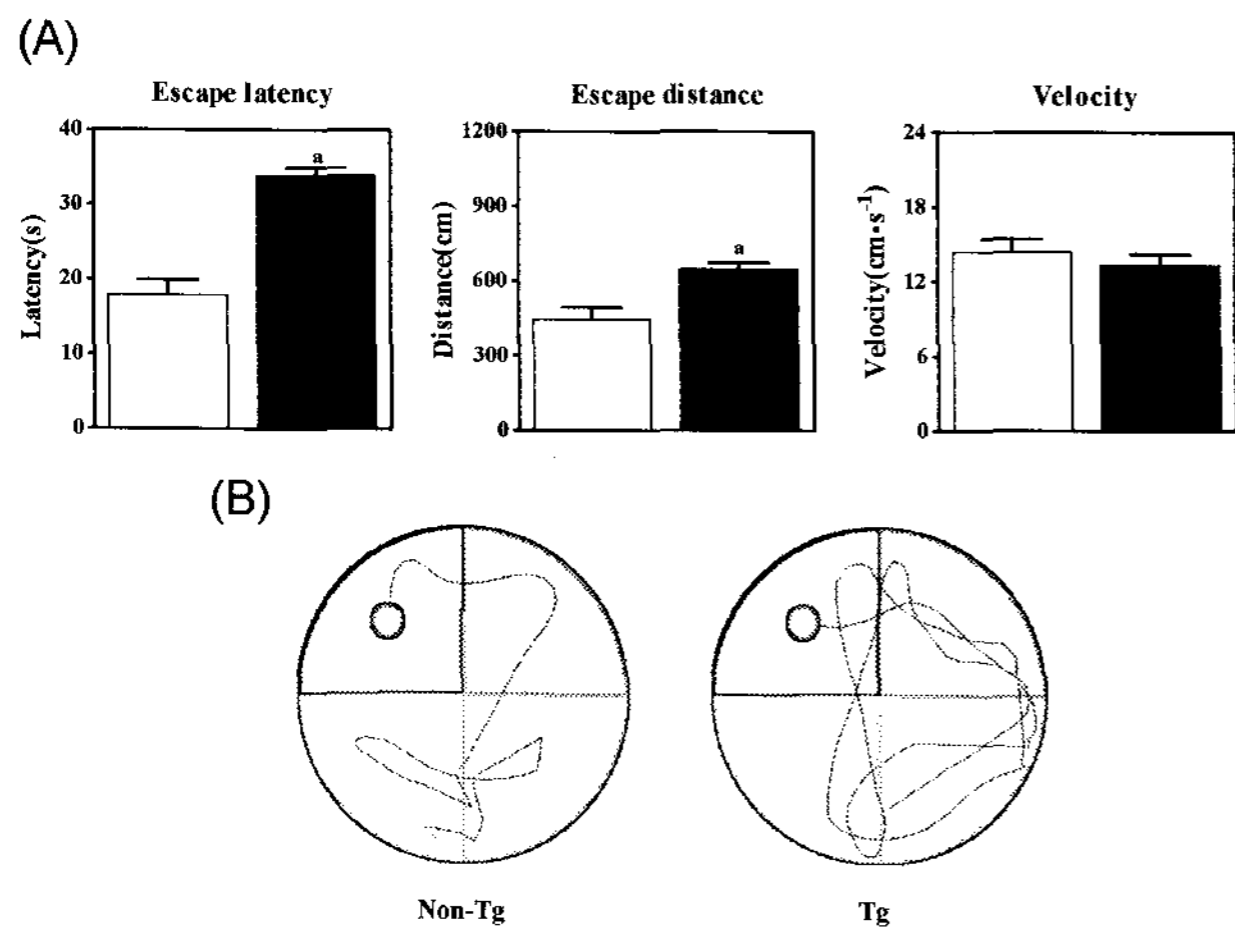 (A)
Escape latency
40
30
20
10
0
Latency(s)
a
Escape distance
1200
900
600
300
0
Distance(cm)
a
Velocity
24
18
12
6
0
Velocity(cm•s⁻¹)
(B)
Non-Tg
Tg